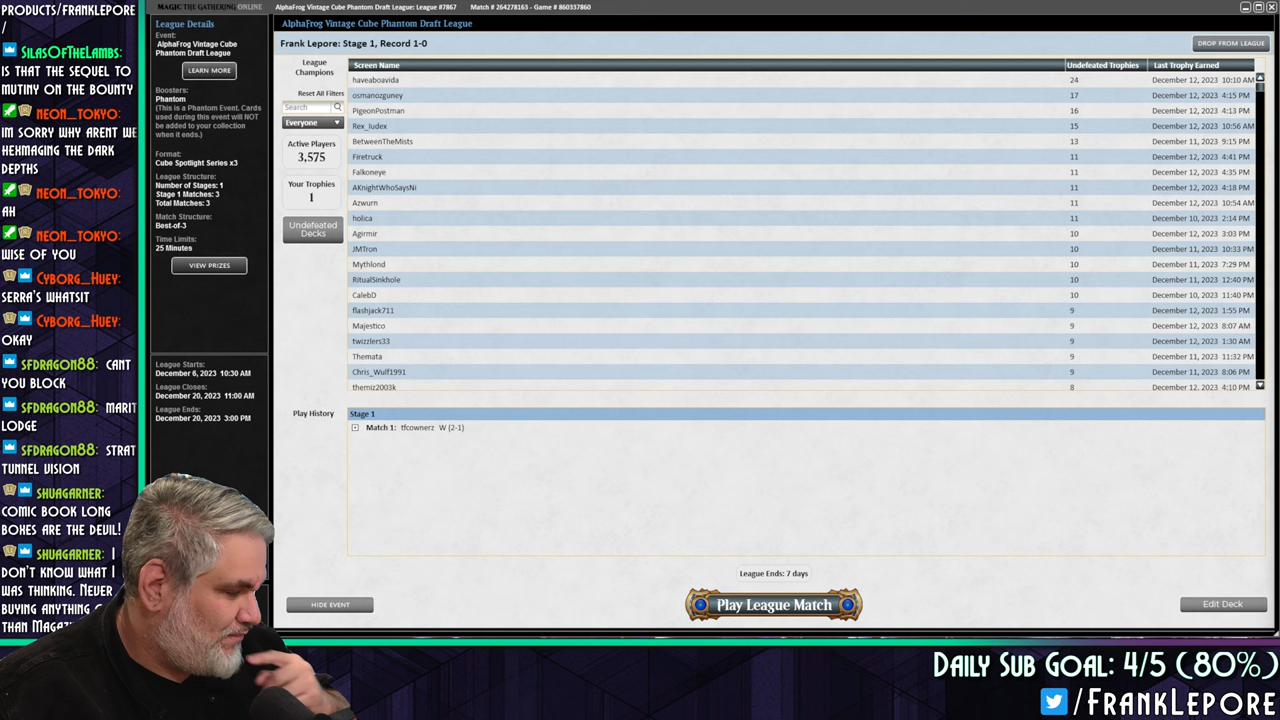 PRODUCTS/FRANKLEPORE
/
SILASOFTHELAMBS:
IS THAT THE SEQUEL TO
MUTINY ON THE BOUNTY
NEON_TOKYO:
IM SORRY WHY ARENT WE
HEXMAGING THE DARK
DEPTHS
NEON_TOKYO:
AH
NEON_TOKYO:
WISE OF YOU
CYBORG_HUEY:
SERRA'S WHATSIT
CYBORG_HUEY:
OKAY
SFDRAGON88: CANT
YOU BLOCK
SFDRAGON88: MARIT
LODGE
SFDRAGON88: STRAT
TUNNEL VISION
SHUAGARNER:
COMIC BOOK LONG
BOXES ARE THE DEVIL!
SHUAGARNER: I
DON'T KNOW WHAT I
WAS THINKING. NEVER
BUYING ANYTHING
THAN MAGAZ
MAGIC THE GATHERING ONLINE
AlphaFrog Vintage Cube Phantom Draft League: League #7867
Match # 264278163 - Game # 860337860
League Details
Event:
AlphaFrog Vintage Cube
Phantom Draft League
LEARN MORE
Boosters:
Phantom
(This is a Phantom Event. Cards
used during this event will NOT
be added to your collection
when it ends.)
Format:
Cube Spotlight Series x3
League Structure:
Number of Stages: 1
Stage 1 Matches: 3
Total Matches: 3
Match Structure:
Best-of-3
Time Limits:
25 Minutes
VIEW PRIZES
League Starts:
December 6, 2023 10:30 AM
League Closes:
December 20, 2023 11:00 AM
League Ends:
December 20, 2023 3:00 PM
AlphaFrog Vintage Cube Phantom Draft League
Frank Lepore: Stage 1, Record 1-0
DROP FROM LEAGUE
League
Champions
Reset All Filters
Search
Everyone
Active Players
3,575
Your Trophies
1
Undefeated
Decks
Screen Name Undefeated Trophies Last Trophy Earned
haveaboavida 24 December 12, 2023 10:10 AM
osmanozguney 17 December 12, 2023 4:15 PM
PigeonPostman 16 December 12, 2023 4:13 PM
Rex_Iudex 15 December 12, 2023 10:56 AM
BetweenTheMists 13 December 11, 2023 9:15 PM
Firetruck 11 December 12, 2023 4:41 PM
Falkoneye 11 December 12, 2023 4:35 PM
AKnightWhoSaysNi 11 December 12, 2023 4:18 PM
Azwurn 11 December 12, 2023 10:54 AM
holica 11 December 10, 2023 2:14 PM
Agirmir 10 December 12, 2023 3:03 PM
JMTron 10 December 11, 2023 10:33 PM
Mythlond 10 December 11, 2023 7:29 PM
RitualSinkhole 10 December 11, 2023 12:40 PM
CalebD 10 December 10, 2023 11:40 PM
flashjack711 9 December 12, 2023 1:55 PM
Majestico 9 December 12, 2023 8:07 AM
twizzlers33 9 December 12, 2023 1:30 AM
Themata 9 December 11, 2023 11:32 PM
Chris_Wulf1991 9 December 11, 2023 8:06 PM
themiz2003k 8 December 12, 2023 4:10 PM
Play History
Stage 1
Match 1: tfcownerz W (2-1)
League Ends: 7 days
HIDE EVENT
Play League Match
Edit Deck
DAILY SUB GOAL: 4/5 (80%)
/FRANKLEPORE